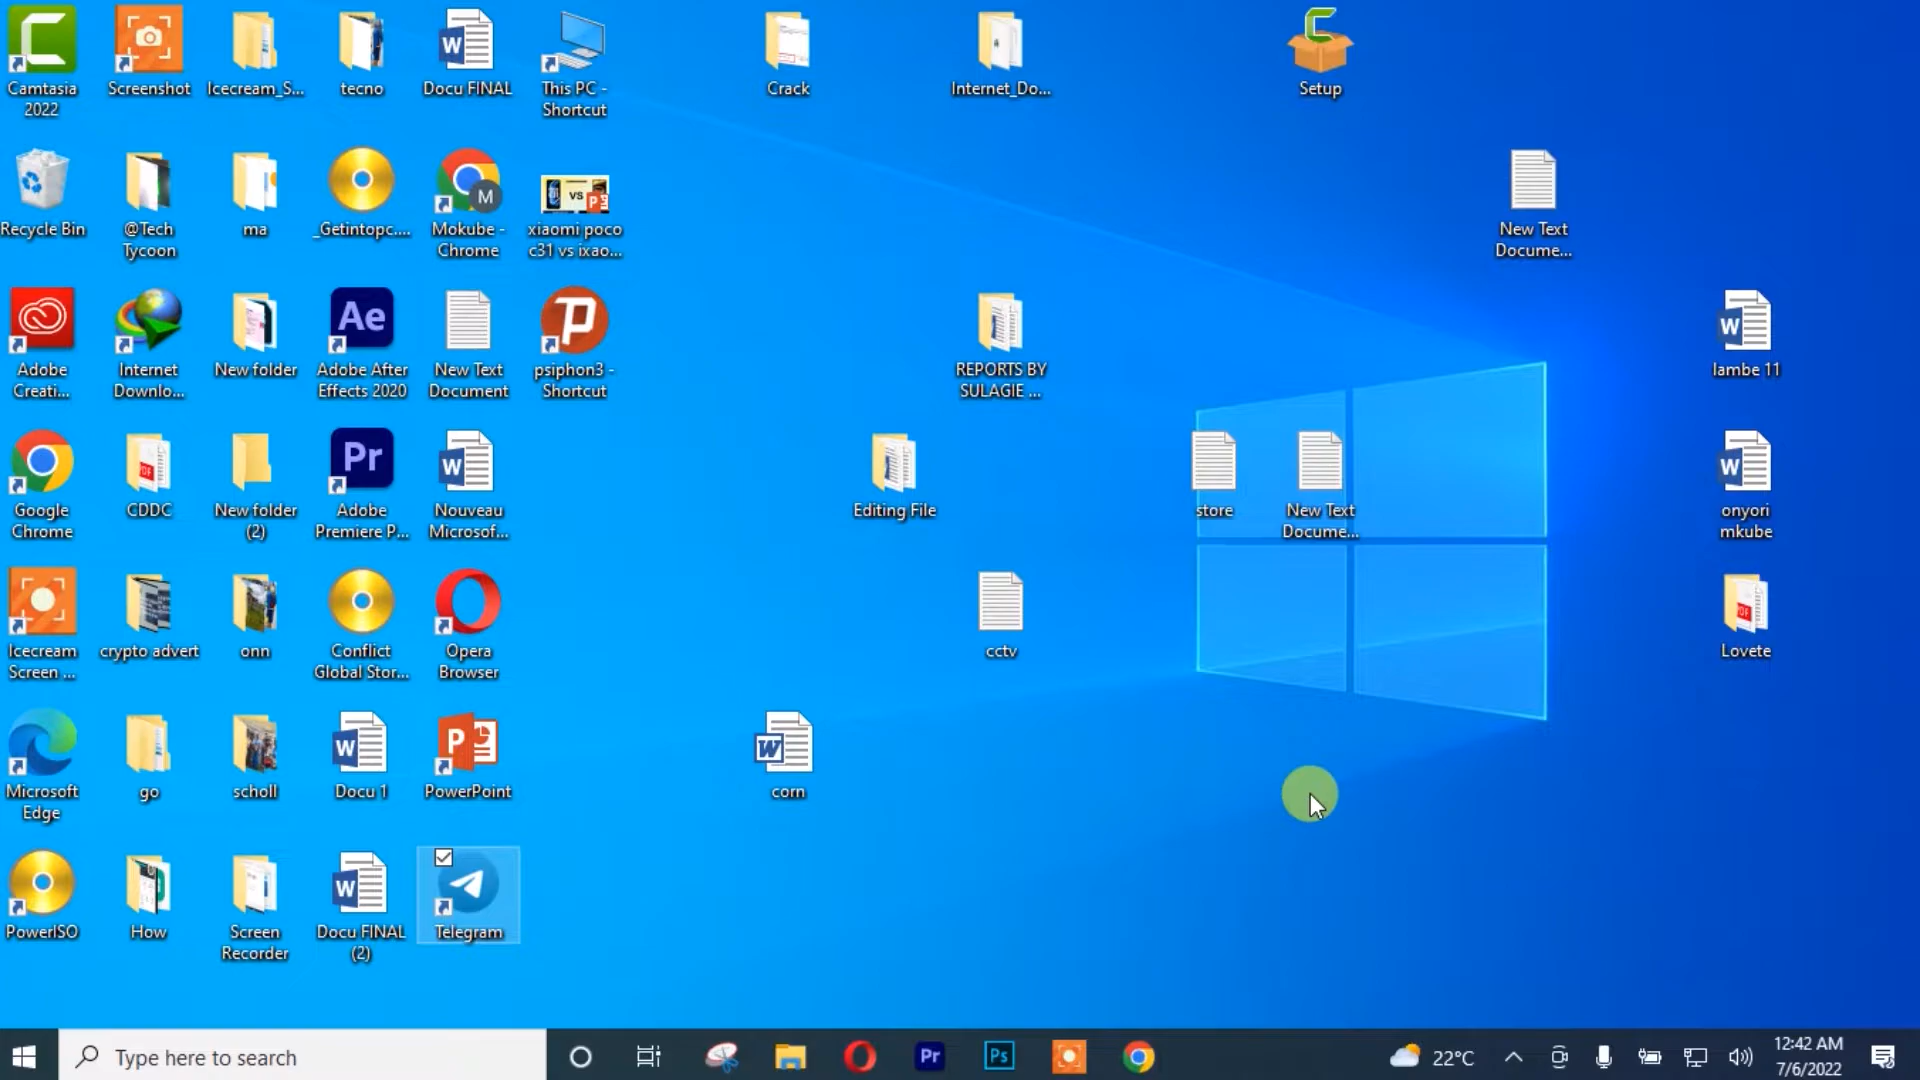 Camtasia
2022
Screenshot
Icecream_S...
tecno
Docu FINAL
This PC -
Shortcut
Crack
Internet_Do...
Setup
Recycle Bin
@Tech
Tycoon
ma
_Getintopc....
Mokube -
Chrome
xiaomi poco
c31 vs ixao...
New Text
Docume...
Adobe
Creati...
Internet
Downlo...
New folder
Adobe After
Effects 2020
New Text
Document
psiphon3 -
Shortcut
REPORTS BY
SULAGIE ...
lambe 11
Google
Chrome
CDDC
New folder
(2)
Adobe
Premiere P...
Nouveau
Microsof...
Editing File
store
New Text
Docume...
onyori
mkube
Icecream
Screen ...
crypto advert
onn
Conflict
Global Stor...
Opera
Browser
cctv
Lovete
Microsoft
Edge
go
scholl
Docu 1
PowerPoint
corn
PowerISO
How
Screen
Recorder
Docu FINAL
(2)
Telegram
Type here to search
22°C
12:42 AM
7/6/2022